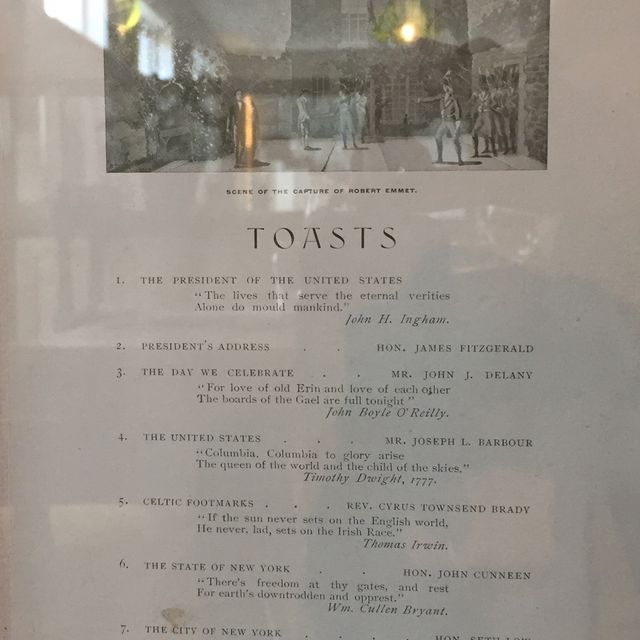 SCENE OF THE CAPTURE OF ROBERT EMMET.
TOASTS
1. THE PRESIDENT OF THE UNITED STATES
"The lives that serve the eternal verities
Alone do mould mankind."
John H. Ingham.
2. PRESIDENT'S ADDRESS . . HON. JAMES FITZGERALD
3. THE DAY WE CELEBRATE . . MR. JOHN J. DELANY
"For love of old Erin and love of each other
The boards of the Gael are full tonight"
John Boyle O'Reilly.
4. THE UNITED STATES . . . MR. JOSEPH L. BARBOUR
"Columbia, Columbia to glory arise
The queen of the world and the child of the skies."
Timothy Dwight, 1777.
5. CELTIC FOOTMARKS . . . REV. CYRUS TOWNSEND BRADY
"If the sun never sets on the English world,
He never, lad, sets on the Irish Race."
Thomas Irwin.
6. THE STATE OF NEW YORK . . HON. JOHN CUNNEEN
"There's freedom at thy gates, and rest
For earth's downtrodden and opprest."
Wm. Cullen Bryant.
7. THE CITY OF NEW YORK . . . HON. SETH LOW